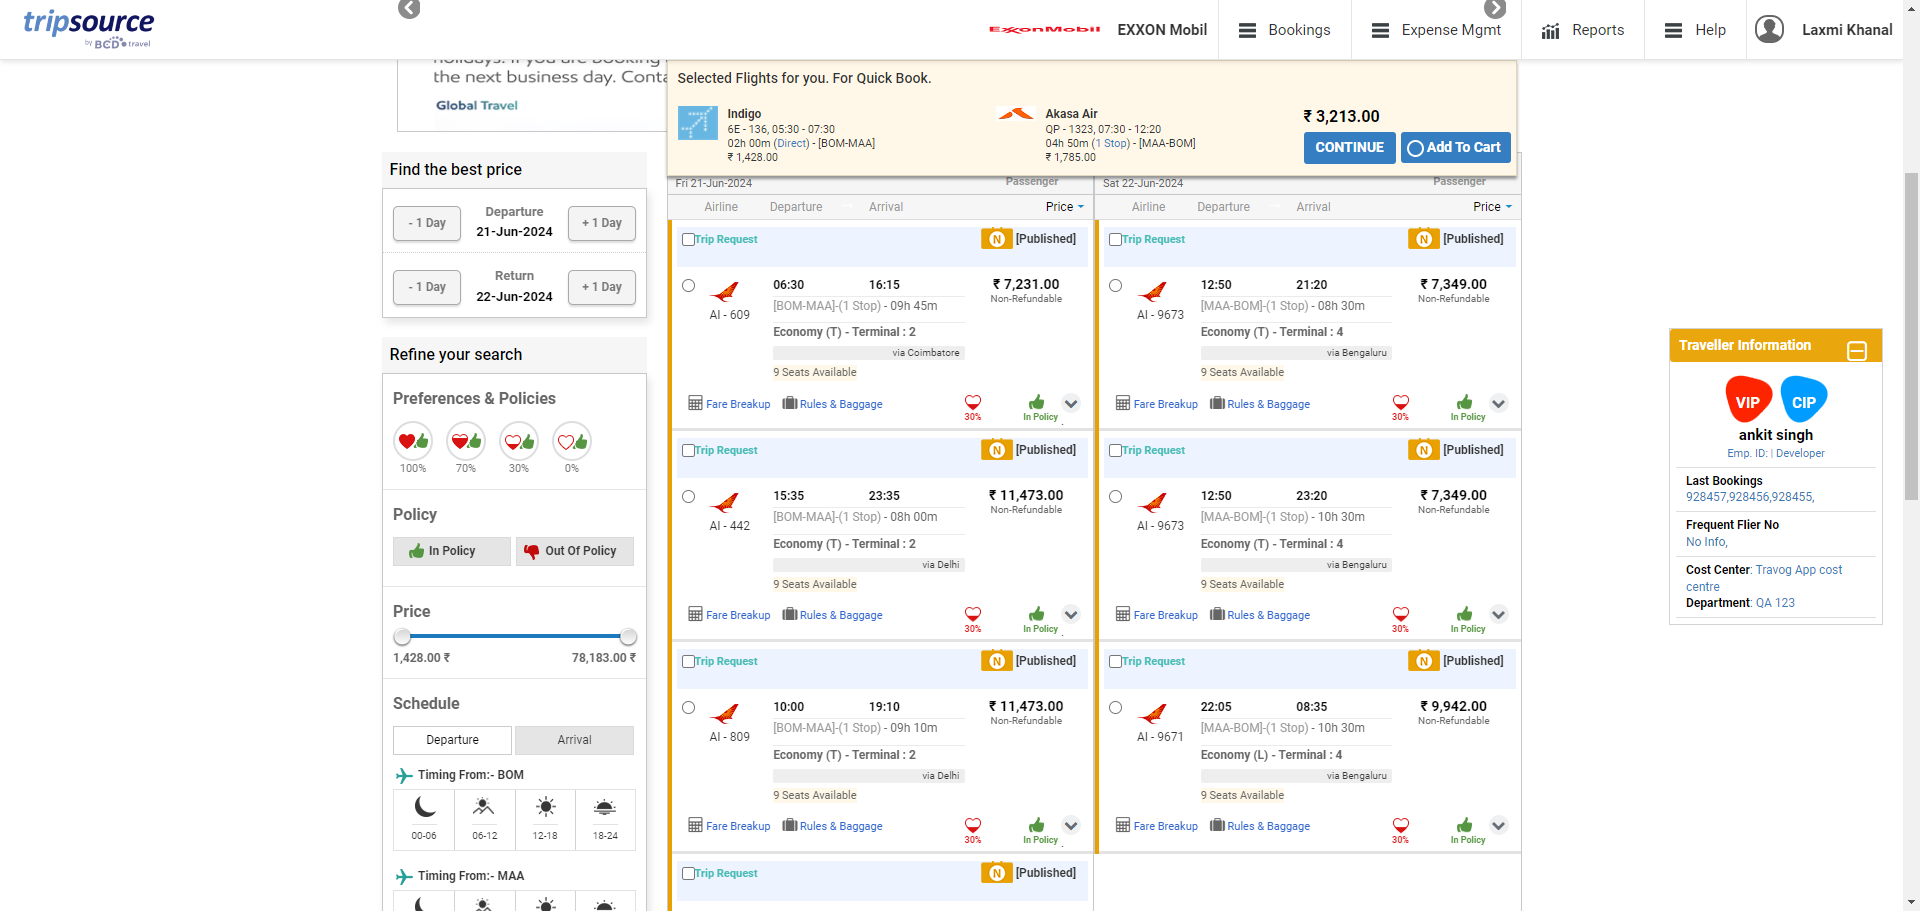 tripsource
by BCD travel
ExxonMobil
EXXON Mobil
Bookings
Expense Mgmt
Reports
Help
Laxmi Khanal
the next business day. Conta
Global Travel
Selected Flights for you. For Quick Book.
Indigo
6E - 136, 05:30 - 07:30
02h 00m (Direct) - [BOM-MAA]
₹ 1,428.00
Akasa Air
QP - 1323, 07:30 - 12:20
04h 50m (1 Stop) - [MAA-BOM]
₹ 1,785.00
₹ 3,213.00
CONTINUE
Add To Cart
Find the best price
- 1 Day
Departure
21-Jun-2024
+ 1 Day
- 1 Day
Return
22-Jun-2024
+ 1 Day
Refine your search
Preferences & Policies
100%
70%
30%
0%
Policy
In Policy
Out Of Policy
Price
1,428.00 ₹
78,183.00 ₹
Schedule
Departure
Arrival
Timing From:- BOM
00-06
06-12
12-18
18-24
Timing From:- MAA
Fri 21-Jun-2024
Passenger
Airline
Departure
Arrival
Price
Trip Request
N [Published]
06:30
16:15
₹ 7,231.00
Non-Refundable
[BOM-MAA]-(1 Stop) - 09h 45m
AI - 609
Economy (T) - Terminal : 2
via Coimbatore
9 Seats Available
Fare Breakup
Rules & Baggage
30%
In Policy
Trip Request
N [Published]
15:35
23:35
₹ 11,473.00
Non-Refundable
[BOM-MAA]-(1 Stop) - 08h 00m
AI - 442
Economy (T) - Terminal : 2
via Delhi
9 Seats Available
Fare Breakup
Rules & Baggage
30%
In Policy
Trip Request
N [Published]
10:00
19:10
₹ 11,473.00
Non-Refundable
[BOM-MAA]-(1 Stop) - 09h 10m
AI - 809
Economy (T) - Terminal : 2
via Delhi
9 Seats Available
Fare Breakup
Rules & Baggage
30%
In Policy
Trip Request
N [Published]
Sat 22-Jun-2024
Passenger
Airline
Departure
Arrival
Price
Trip Request
N [Published]
12:50
21:20
₹ 7,349.00
Non-Refundable
[MAA-BOM]-(1 Stop) - 08h 30m
AI - 9673
Economy (T) - Terminal : 4
via Bengaluru
9 Seats Available
Fare Breakup
Rules & Baggage
30%
In Policy
Trip Request
N [Published]
12:50
23:20
₹ 7,349.00
Non-Refundable
[MAA-BOM]-(1 Stop) - 10h 30m
AI - 9673
Economy (T) - Terminal : 4
via Bengaluru
9 Seats Available
Fare Breakup
Rules & Baggage
30%
In Policy
Trip Request
N [Published]
22:05
08:35
₹ 9,942.00
Non-Refundable
[MAA-BOM]-(1 Stop) - 10h 30m
AI - 9671
Economy (L) - Terminal : 4
via Bengaluru
9 Seats Available
Fare Breakup
Rules & Baggage
30%
In Policy
Traveller Information
VIP
CIP
ankit singh
Emp. ID: | Developer
Last Bookings
928457,928456,928455,
Frequent Flier No
No Info,
Cost Center: Travog App cost
centre
Department: QA 123